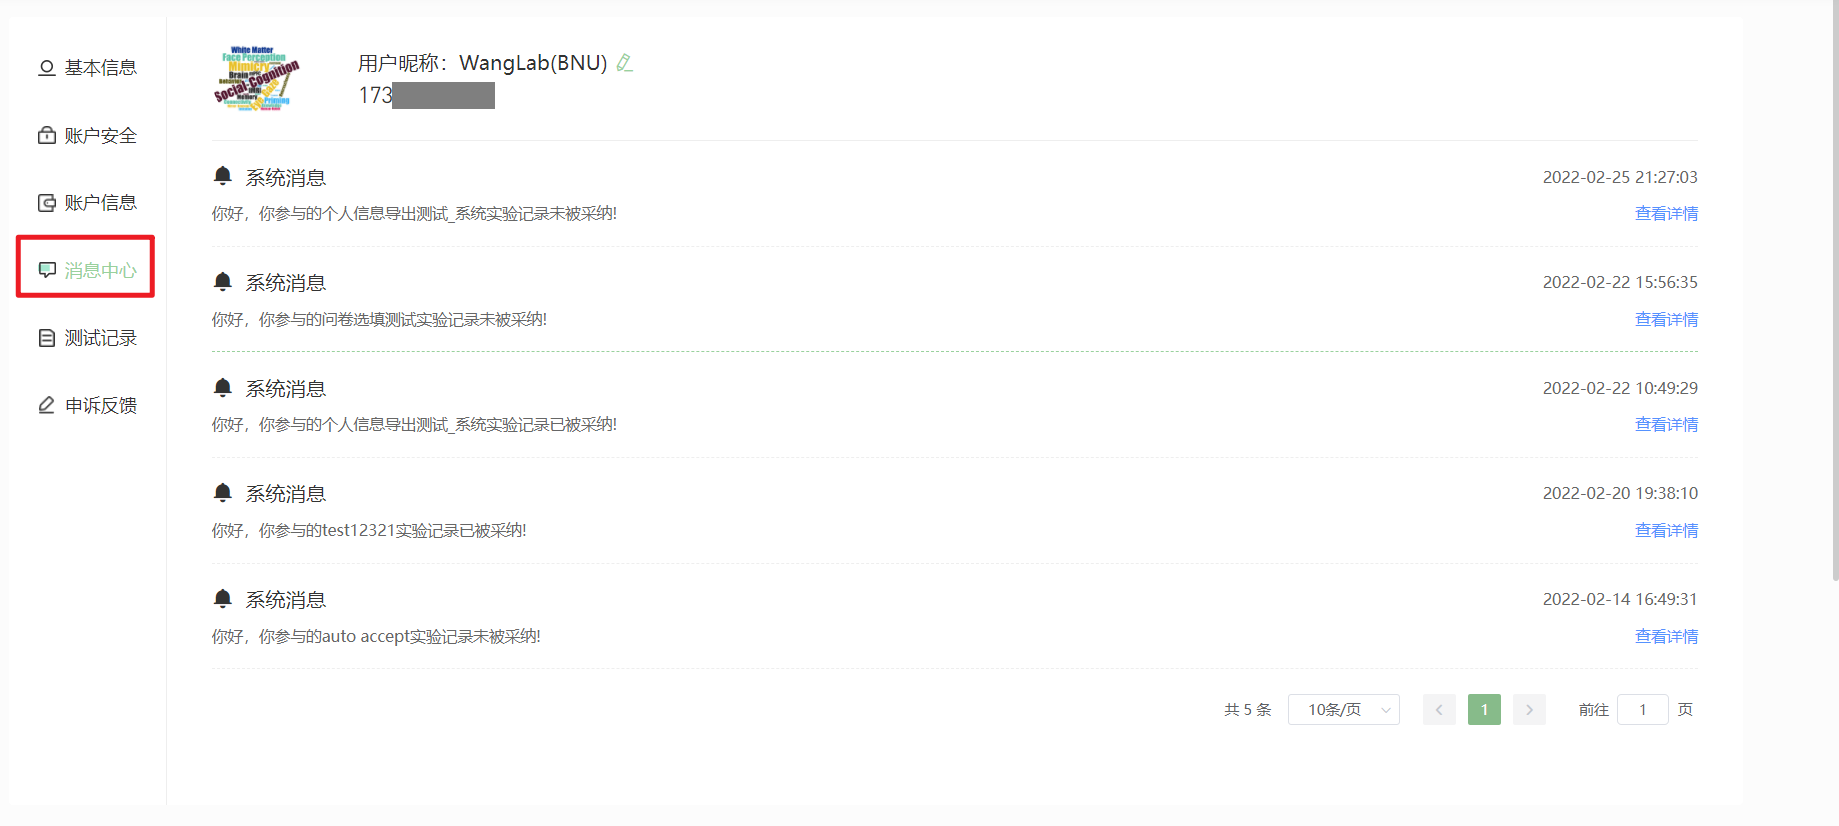 基本信息
账户安全
账户信息
消息中心
测试记录
申诉反馈
White Matter
Face Perception
Mimicry
Brain
Social-Cognition
Memory
Priming
用户昵称：WangLab(BNU)
173
系统消息 2022-02-25 21:27:03
你好，你参与的个人信息导出测试_系统实验记录未被采纳! 查看详情
系统消息 2022-02-22 15:56:35
你好，你参与的问卷选填测试实验记录未被采纳! 查看详情
系统消息 2022-02-22 10:49:29
你好，你参与的个人信息导出测试_系统实验记录已被采纳! 查看详情
系统消息 2022-02-20 19:38:10
你好，你参与的test12321实验记录已被采纳! 查看详情
系统消息 2022-02-14 16:49:31
你好，你参与的auto accept实验记录未被采纳! 查看详情
共 5 条 10条/页 1 前往 1 页